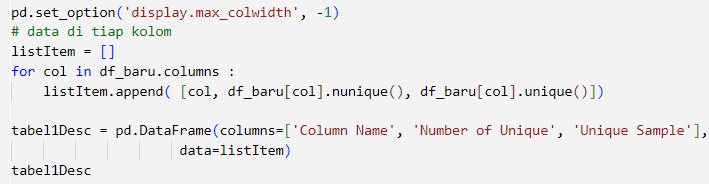 pd.set_option('display.max_colwidth', -1)
# data di tiap kolom
listItem = []
for col in df_baru.columns :
    listItem.append( [col, df_baru[col].nunique(), df_baru[col].unique()])

tabel1Desc = pd.DataFrame(columns=['Column Name', 'Number of Unique', 'Unique Sample'],
                     data=listItem)
tabel1Desc